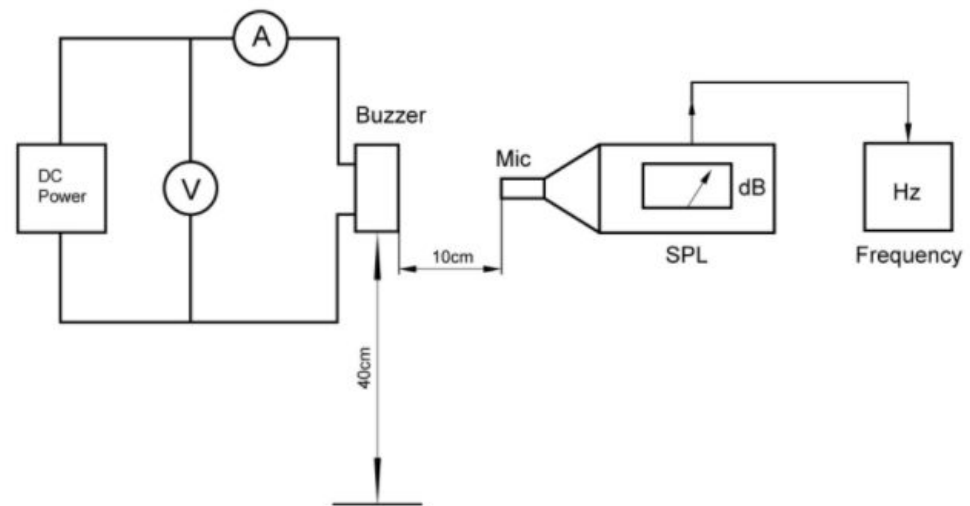 A
Buzzer
DC
Power
V
Mic
dB
Hz
SPL
Frequency
10cm
40cm